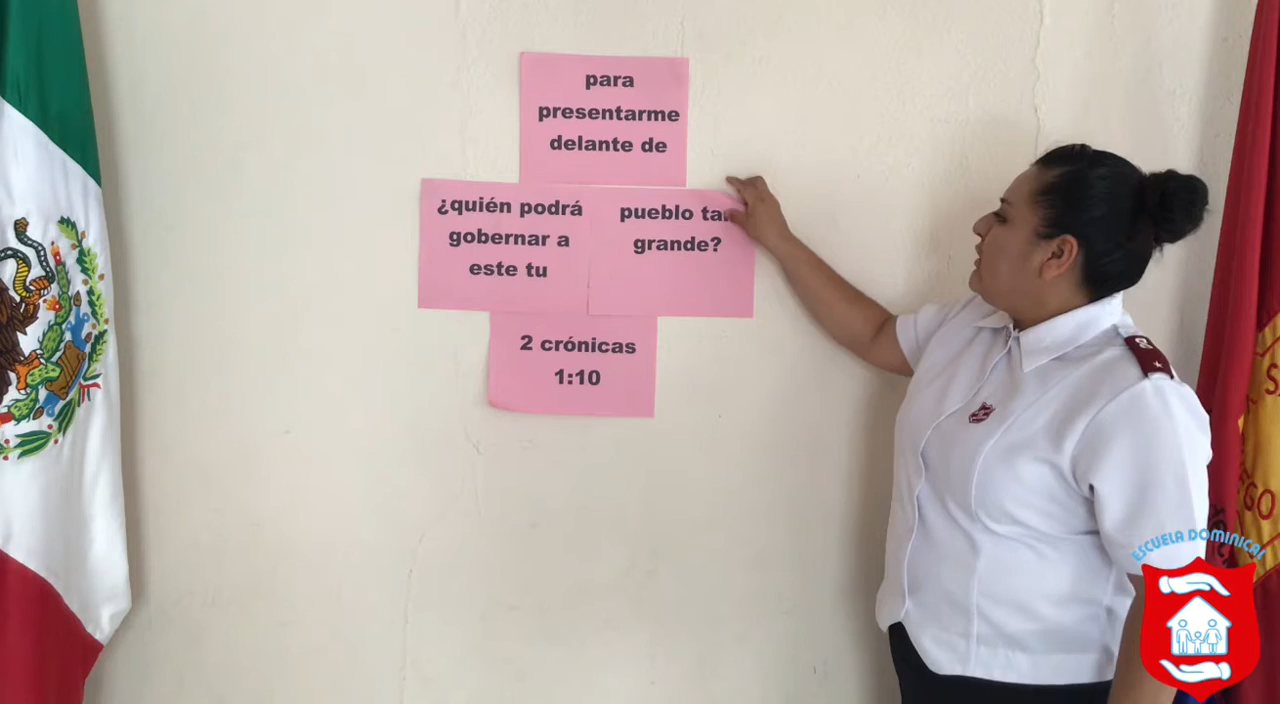 para
presentarme
delante de
¿quién podrá
gobernar a
este tu
pueblo
grande?
2 crónicas
1:10
ESCUELA DOMINICAL